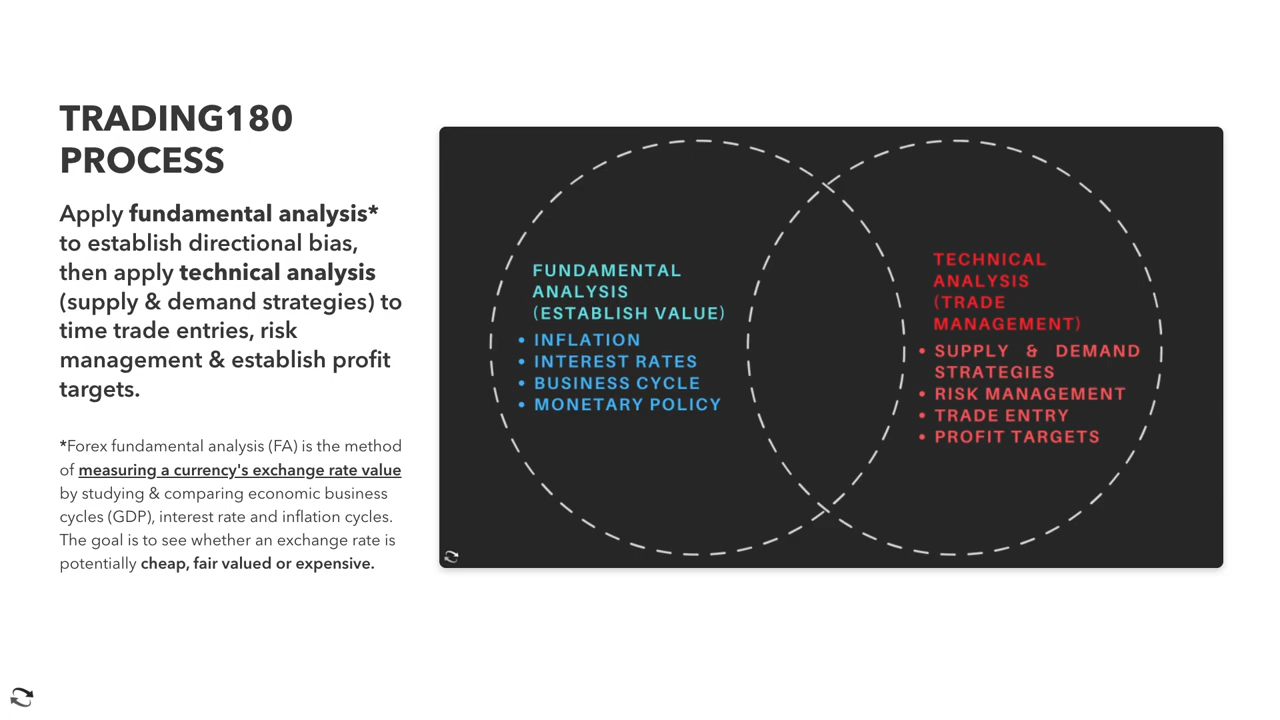 TRADING180
PROCESS
Apply fundamental analysis*
to establish directional bias,
then apply technical analysis
(supply & demand strategies) to
time trade entries, risk
management & establish profit
targets.
*Forex fundamental analysis (FA) is the method
of measuring a currency's exchange rate value
by studying & comparing economic business
cycles (GDP), interest rate and inflation cycles.
The goal is to see whether an exchange rate is
potentially cheap, fair valued or expensive.
FUNDAMENTAL
ANALYSIS
(ESTABLISH VALUE)
• INFLATION
• INTEREST RATES
• BUSINESS CYCLE
• MONETARY POLICY
TECHNICAL
ANALYSIS
(TRADE
MANAGEMENT)
• SUPPLY & DEMAND
STRATEGIES
• RISK MANAGEMENT
• TRADE ENTRY
• PROFIT TARGETS